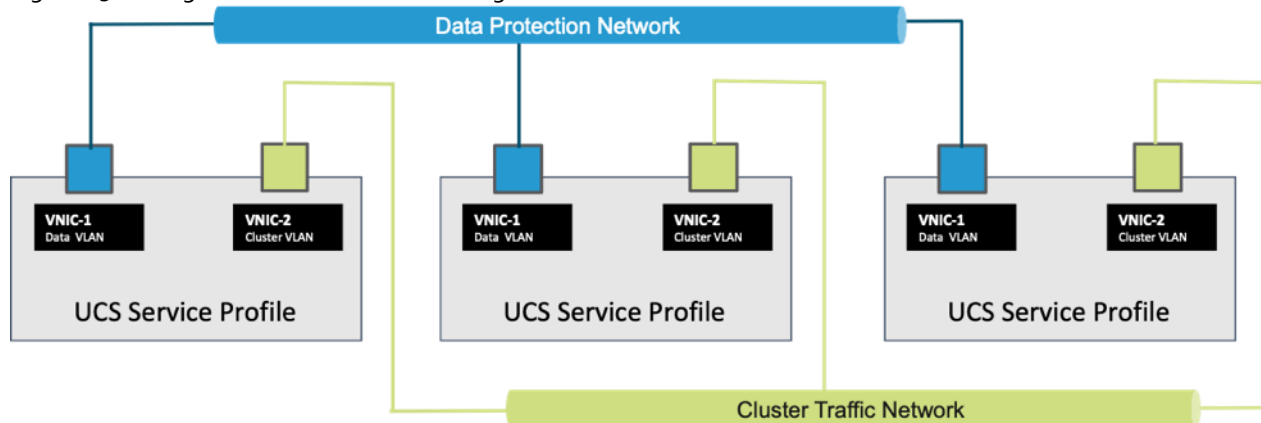 Data Protection Network
VNIC-1
Data VLAN
VNIC-2
Cluster VLAN
UCS Service Profile
VNIC-1
Data VLAN
VNIC-2
Cluster VLAN
UCS Service Profile
VNIC-1
Data VLAN
VNIC-2
Cluster VLAN
UCS Service Profile
Cluster Traffic Network